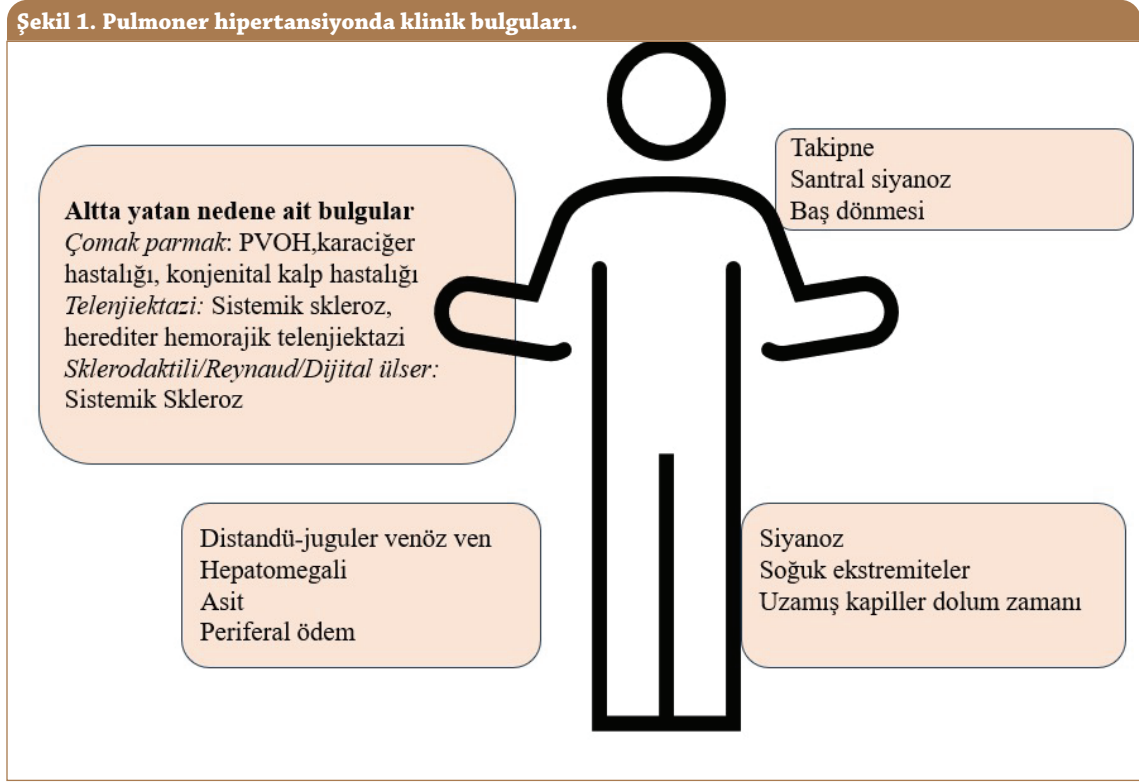 Şekil 1. Pulmoner hipertansiyonda klinik bulguları.
Altta yatan nedene ait bulgular
Çomak parmak: PVOH,karaciğer
hastalığı, konjenital kalp hastalığı
Telenjiektazi: Sistemik skleroz,
herediter hemorajik telenjiektazi
Sklerodaktili/Reynaud/Dijital ülser:
Sistemik Skleroz
Takipne
Santral siyanoz
Baş dönmesi
Distandü-juguler venöz ven
Hepatomegali
Asit
Periferal ödem
Siyanoz
Soğuk ekstremiteler
Uzamış kapiller dolum zamanı